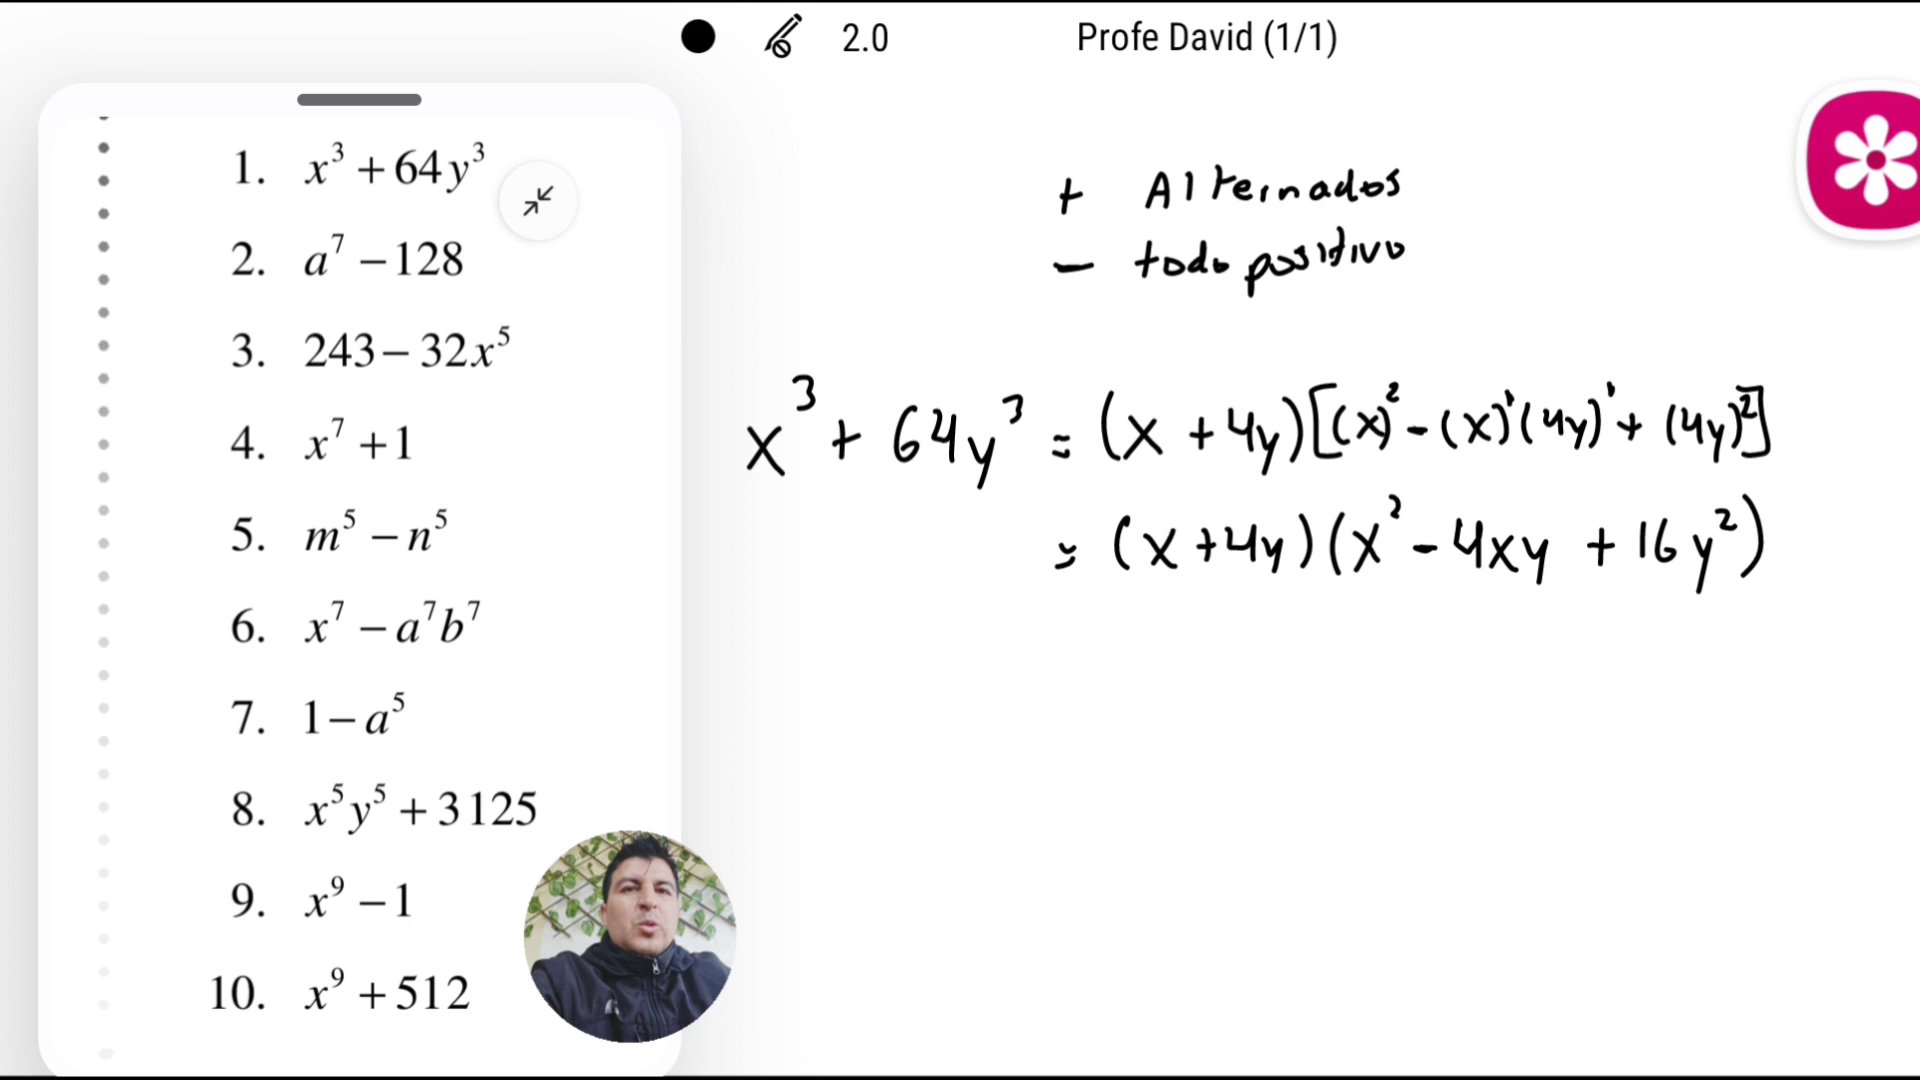 2.0 Profe David (1/1)
1. x³ + 64y³
2. a⁷ − 128
3. 243 − 32x⁵
4. x⁷ + 1
5. m⁵ − n⁵
6. x⁷ − a⁷b⁷
7. 1 − a⁵
8. x⁵y⁵ + 3125
9. x⁹ − 1
10. x⁹ + 512
+ Alternados
− todo positivo
x³ + 64y³ = (x + 4y)[(x)² − (x)¹(4y)¹ + (4y)²]
= (x + 4y)(x² − 4xy + 16y²)